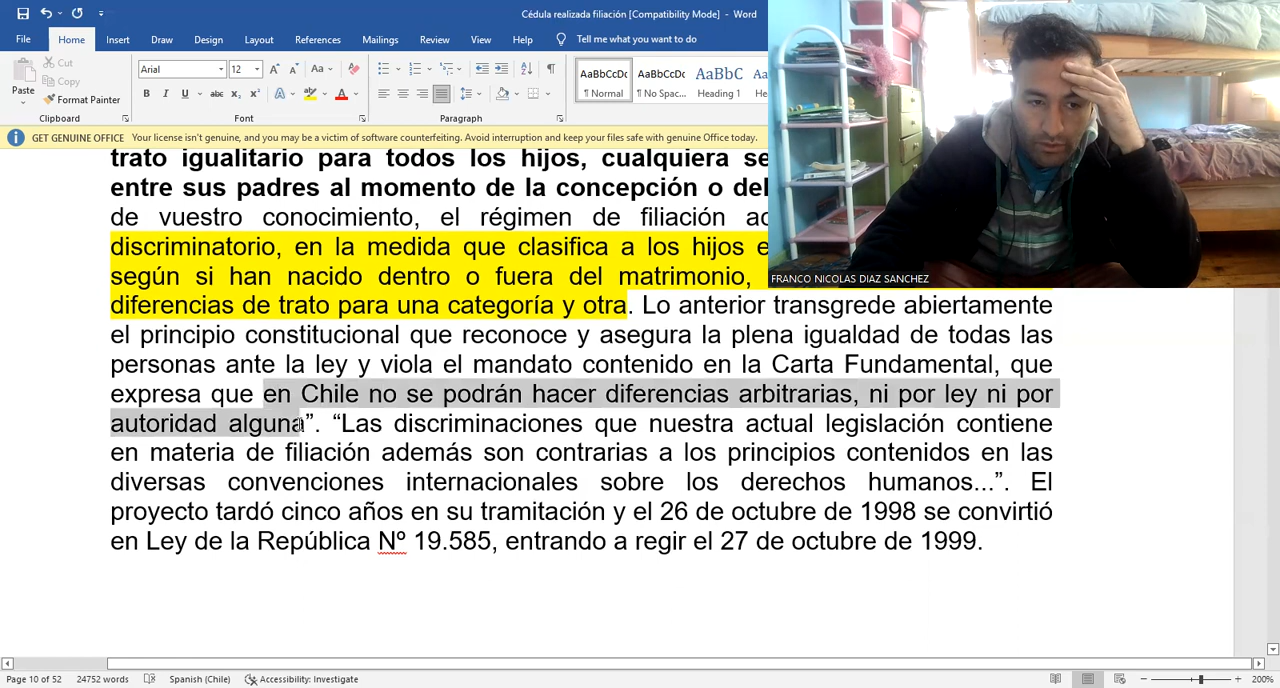 Cédula realizada filiación [Compatibility Mode] - Word
File Home Insert Draw Design Layout References Mailings Review View Help Tell me what you want to do
Paste Cut Copy Format Painter
Arial 12
AaBbCcDc AaBbCcDc AaBbC
¶ Normal ¶ No Spac... Heading 1
Clipboard Font Paragraph
GET GENUINE OFFICE Your license isn't genuine, and you may be a victim of software counterfeiting. Avoid interruption and keep your files safe with genuine Office today.
trato igualitario para todos los hijos, cualquiera
entre sus padres al momento de la concepción o
de vuestro conocimiento, el régimen de filiación
discriminatorio, en la medida que clasifica a los hijos
según si han nacido dentro o fuera del matrimonio,
diferencias de trato para una categoría y otra. Lo anterior transgrede abiertamente
el principio constitucional que reconoce y asegura la plena igualdad de todas las
personas ante la ley y viola el mandato contenido en la Carta Fundamental, que
expresa que en Chile no se podrán hacer diferencias arbitrarias, ni por ley ni por
autoridad alguna”. “Las discriminaciones que nuestra actual legislación contiene
en materia de filiación además son contrarias a los principios contenidos en las
diversas convenciones internacionales sobre los derechos humanos...”. El
proyecto tardó cinco años en su tramitación y el 26 de octubre de 1998 se convirtió
en Ley de la República Nº 19.585, entrando a regir el 27 de octubre de 1999.
FRANCO NICOLAS DIAZ SANCHEZ
Page 10 of 52 24752 words Spanish (Chile) Accessibility: Investigate 200%